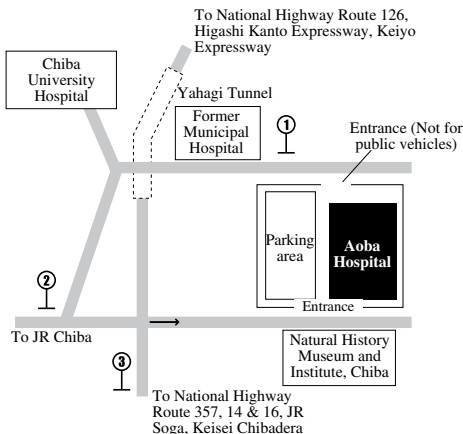 To National Highway Route 126,
Higashi Kanto Expressway, Keiyo
Expressway
Chiba
University
Hospital
Yahagi Tunnel
Former
Municipal
Hospital
①
Entrance (Not for
public vehicles)
Parking
area
Aoba
Hospital
②
Entrance
To JR Chiba
Natural History
Museum and
Institute, Chiba
③
To National Highway
Route 357, 14 & 16, JR
Soga, Keisei Chibadera